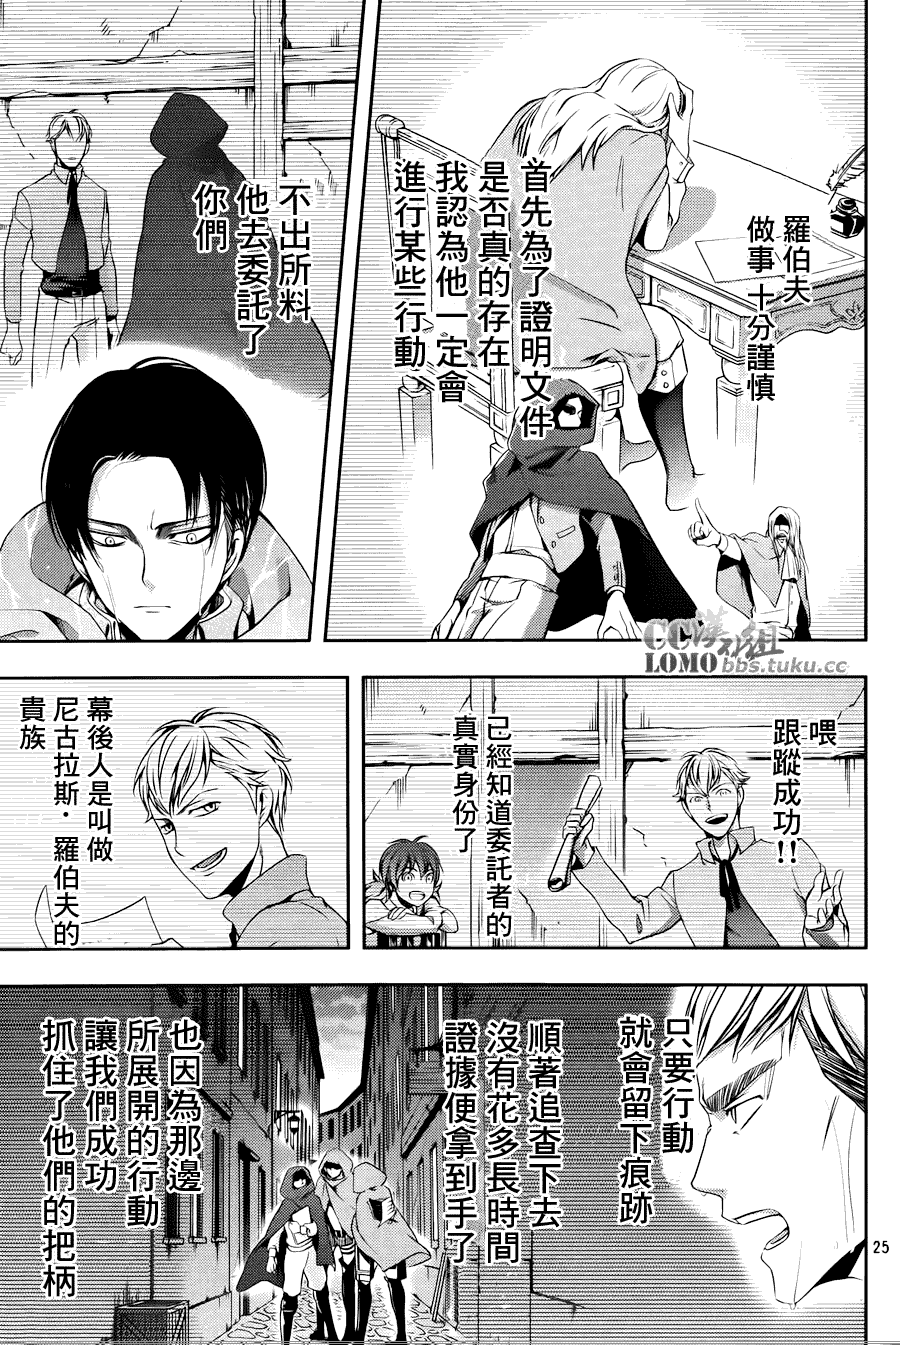 羅伯夫
做事十分謹慎
首先為了證明文件
是否真的存在
我認為他一定會
進行某些行動
不出所料
他去委託了
你們
CC漢化組
LOMO bbs.tuku.cc
喂
跟蹤成功!!
已經知道委託者的
真實身份了
幕後人是叫做
尼古拉斯·羅伯夫的
貴族
只要行動
就會留下痕跡
順著追查下去
沒有花多長時間
證據便拿到手了
也因為那邊
所展開的行動
讓我們成功
抓住了他們的把柄
25